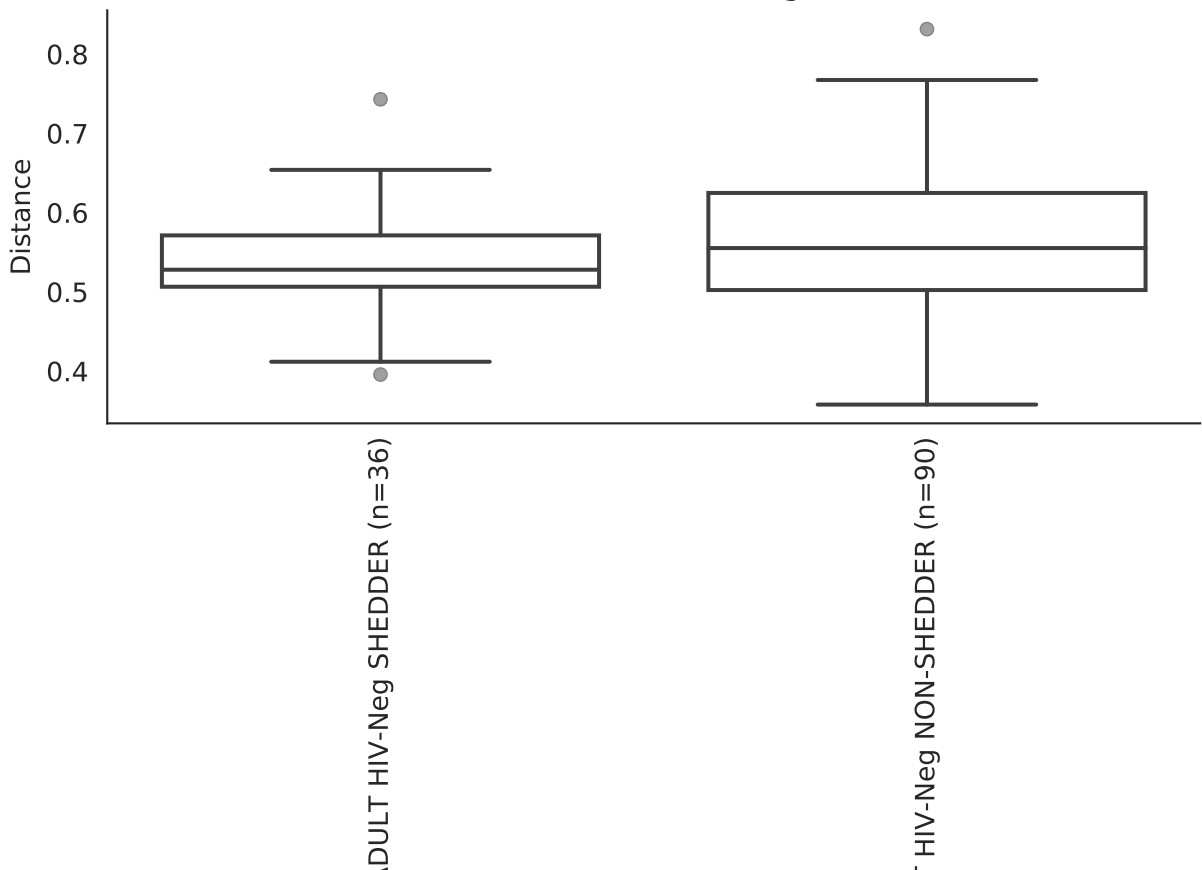 0.8
0.7
0.6
0.5
0.4
Distance
ADULT HIV-Neg SHEDDER (n=36)
HIV-Neg NON-SHEDDER (n=90)